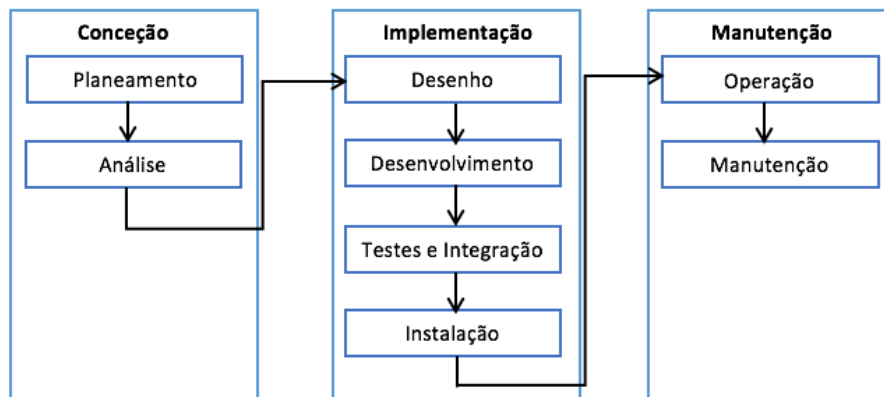 Conceção
Planeamento
Análise
Implementação
Desenho
Desenvolvimento
Testes e Integração
Instalação
Manutenção
Operação
Manutenção